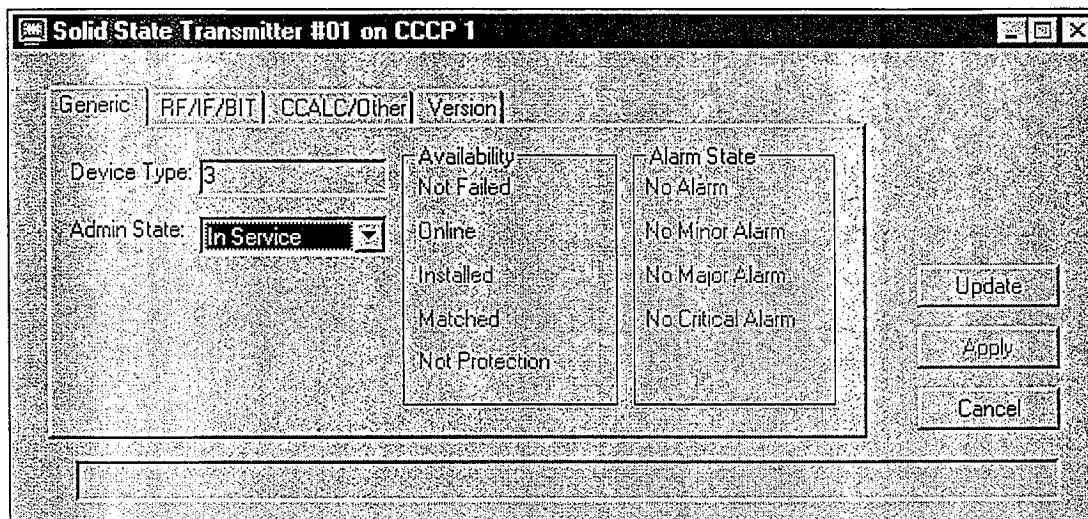 Solid State Transmitter #01 on CCCP 1
Generic RF/IF/BIT CCALC/Other Version
Device Type: 3
Admin State: In Service
Availability
Not Failed
Online
Installed
Matched
Not Protection
Alarm State
No Alarm
No Minor Alarm
No Major Alarm
No Critical Alarm
Update
Apply
Cancel